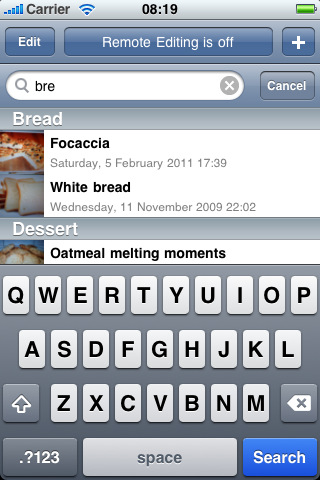 Carrier 08:19
Edit Remote Editing is off +
bre Cancel
Bread
Focaccia
Saturday, 5 February 2011 17:39
White bread
Wednesday, 11 November 2009 22:02
Dessert
Oatmeal melting moments
Q W E R T Y U I O P
A S D F G H J K L
Z X C V B N M
.?123 space Search